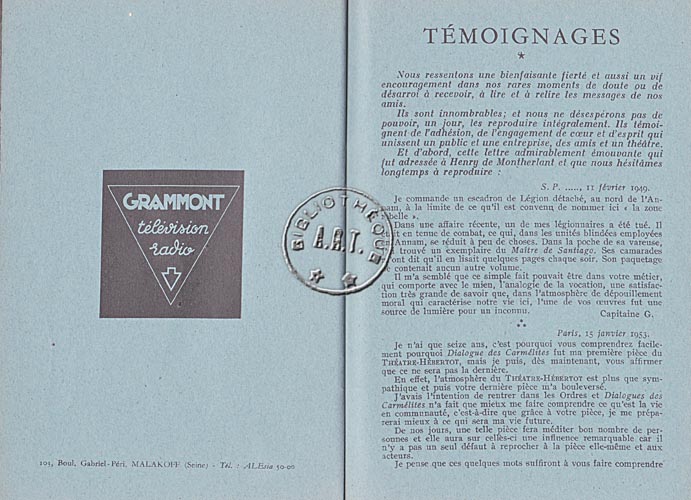 GRAMMONT
télévision
radio
103, Boul. Gabriel-Péri, MALAKOFF (Seine) - Tél. : ALEsia 50-00
TÉMOIGNAGES
*
Nous ressentons une bienfaisante fierté et aussi un vif
encouragement dans nos rares moments de doute ou de
désarroi à recevoir, à lire et à relire les messages de nos
amis.
Ils sont innombrables; et nous ne désespérons pas de
pouvoir, un jour, les reproduire intégralement. Ils témoi-
gnent de l'adhésion, de l'engagement de cœur et d'esprit qui
unissent un public et une entreprise, des amis et un théâtre.
Et d'abord, cette lettre admirablement émouvante qui
fut adressée à Henry de Montherlant et que nous hésitâmes
longtemps à reproduire :
S. P. ....., 11 février 1949.
Je commande un escadron de Légion détaché, au nord de l'An-
nam, à la limite de ce qu'il est convenu de nommer ici « la zone
belle ».
Dans une affaire récente, un de mes légionnaires a été tué. Il
en tenue de combat, ce qui, dans les unités blindées employées
Annam, se réduit à peu de choses. Dans la poche de sa vareuse,
trouvé un exemplaire du Maître de Santiago. Ses camarades
ont dit qu'il en lisait quelques pages chaque soir. Son paquetage
contenait aucun autre volume.
Il m'a semblé que ce simple fait pouvait être dans votre métier,
qui comporte avec le mien, l'analogie de la vocation, une satisfac-
tion très grande de savoir que, dans l'atmosphère de dépouillement
moral qui caractérise notre vie ici, l'une de vos œuvres fut une
source de lumière pour un inconnu.
Capitaine G.
Paris, 15 janvier 1953.
Je n'ai que seize ans, c'est pourquoi vous comprendrez facile-
ment pourquoi Dialogue des Carmélites fut ma première pièce du
THÉATRE-HÉBERTOT, mais je puis, dès maintenant, vous affirmer
que ce ne sera pas la dernière.
En effet, l'atmosphère du THÉATRE-HÉBERTOT est plus que sym-
pathique et puis votre dernière pièce m'a bouleversé.
J'avais l'intention de rentrer dans les Ordres et Dialogues des
Carmélites n'a fait que mieux me faire comprendre ce qu'est la vie
en communauté, c'est-à-dire que grâce à votre pièce, je me prépa-
rerai mieux à ce qui sera ma vie future.
De nos jours, une telle pièce fera méditer bon nombre de per-
sonnes et elle aura sur celles-ci une influence remarquable car il
n'y a pas un seul défaut à reprocher à la pièce elle-même et aux
acteurs.
Je pense que ces quelques mots suffiront à vous faire comprendre
BIBLIOTHÈQUE
A.R.T.